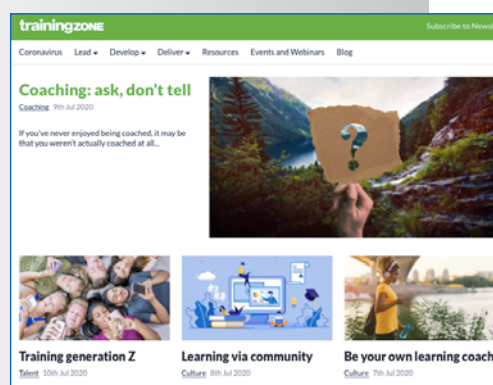 trainingzone
Subscribe to Newsl
Coronavirus Lead Develop Deliver Resources Events and Webinars Blog
Coaching: ask, don't tell
Coaching 9th Jul 2020
If you've never enjoyed being coached, it may be
that you weren't actually coached at all...
?
Training generation Z
Talent 10th Jul 2020
Learning via community
Culture 8th Jul 2020
Be your own learning coach
Culture 7th Jul 2020